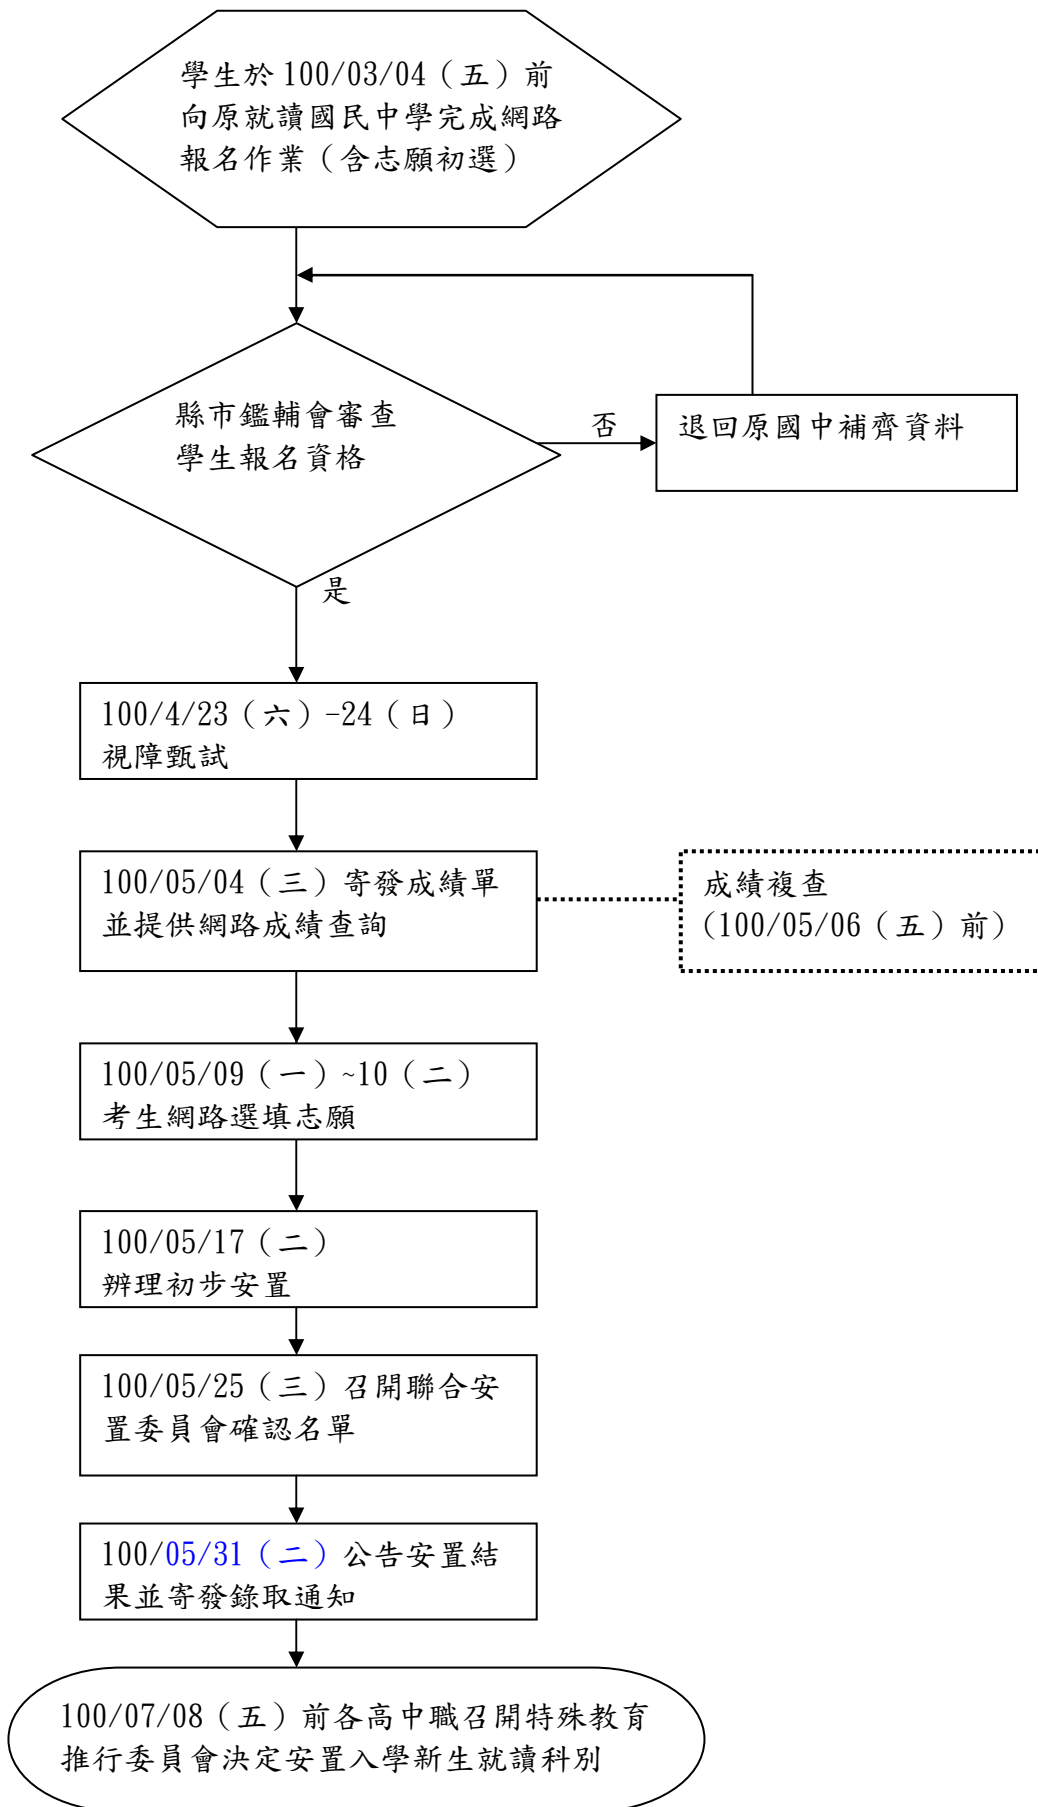 學生於100/03/04（五）前
向原就讀國民中學完成網路
報名作業（含志願初選）
縣市鑑輔會審查
學生報名資格
否
退回原國中補齊資料
是
100/4/23（六）-24（日）
視障甄試
100/05/04（三）寄發成績單
並提供網路成績查詢
成績複查
(100/05/06（五）前)
100/05/09（一）~10（二）
考生網路選填志願
100/05/17（二）
辦理初步安置
100/05/25（三）召開聯合安
置委員會確認名單
100/05/31（二）公告安置結
果並寄發錄取通知
100/07/08（五）前各高中職召開特殊教育
推行委員會決定安置入學新生就讀科別